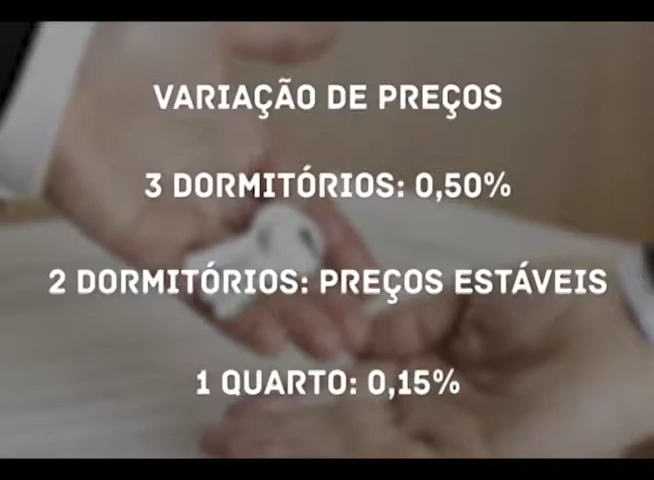 VARIAÇÃO DE PREÇOS
3 DORMITÓRIOS: 0,50%
2 DORMITÓRIOS: PREÇOS ESTÁVEIS
1 QUARTO: 0,15%